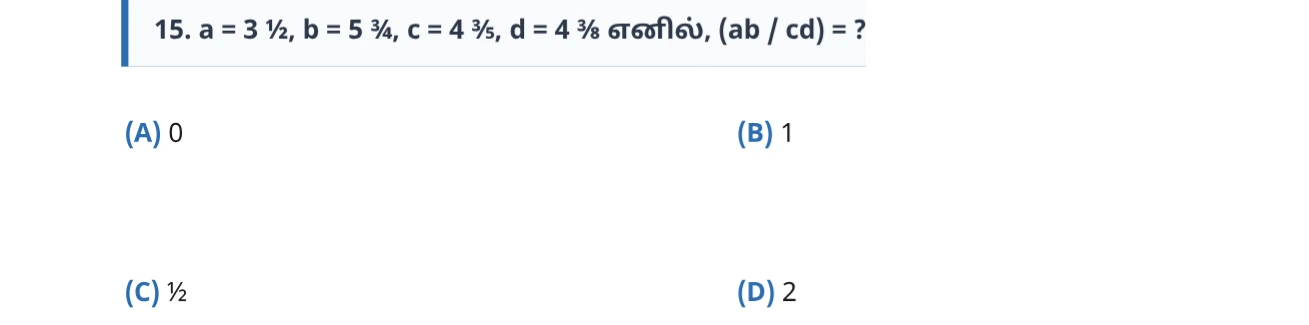 15. a = 3 ½, b = 5 ¾, c = 4 ⅗, d = 4 ⅜ எனில், (ab / cd) = ?
(A) 0
(B) 1
(C) ½
(D) 2